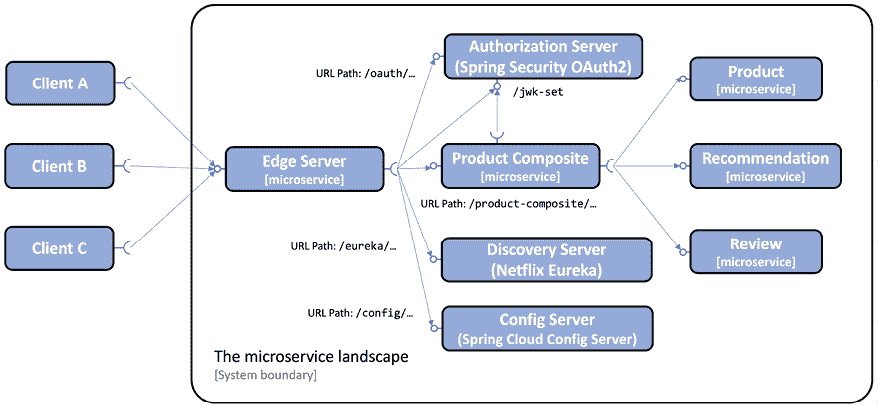 Client A
Client B
Client C
Edge Server
[microservice]
URL Path: /oauth/…
Authorization Server
(Spring Security OAuth2)
/jwk-set
Product Composite
[microservice]
URL Path: /product-composite/…
URL Path: /eureka/…
Discovery Server
(Netflix Eureka)
URL Path: /config/…
Config Server
(Spring Cloud Config Server)
Product
[microservice]
Recommendation
[microservice]
Review
[microservice]
The microservice landscape
[System boundary]